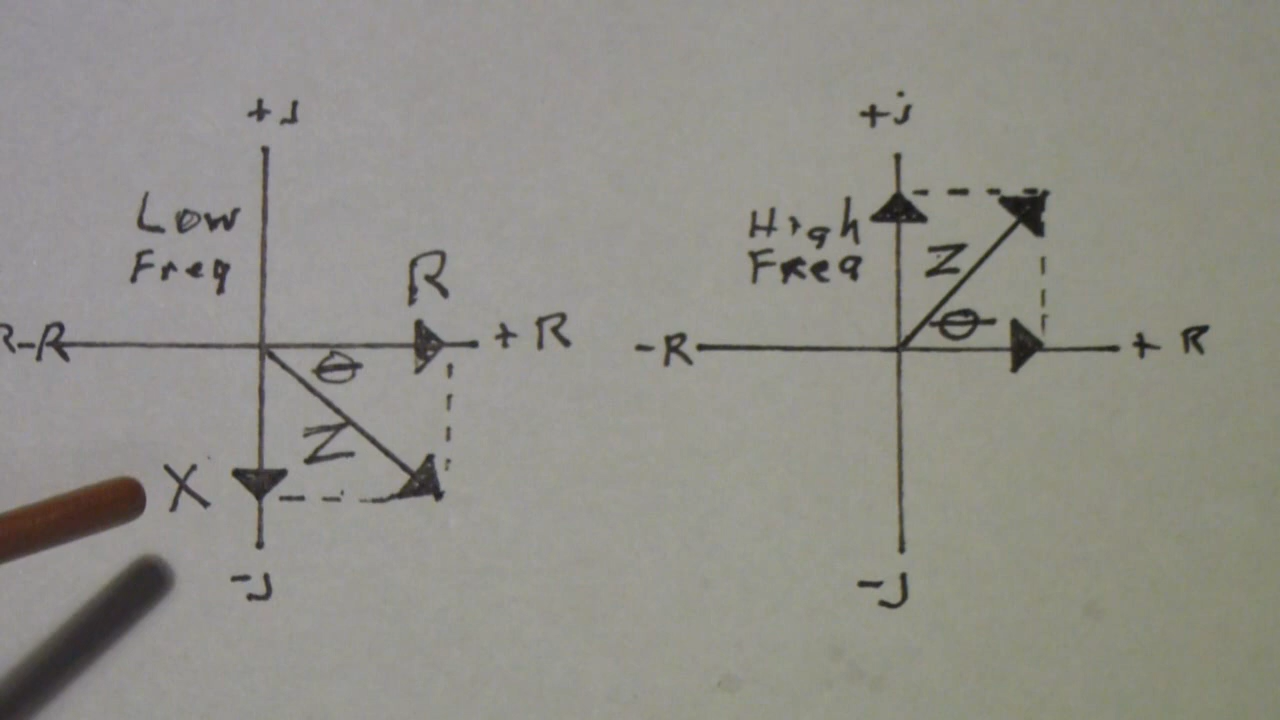 +j
Low
Freq
R
R-R
+ R
θ
Z
X
-j
+j
High
Freq
Z
θ
-R
+ R
-j